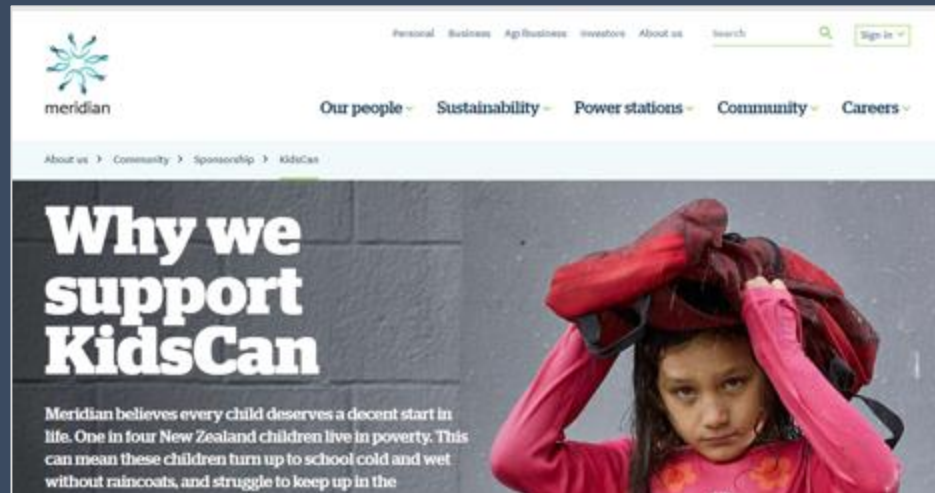 Personal Business Agribusiness Investors About us Search Sign in
meridian
Our people Sustainability Power stations Community Careers
About us > Community > Sponsorship > KidsCan
Why we
support
KidsCan
Meridian believes every child deserves a decent start in
life. One in four New Zealand children live in poverty. This
can mean these children turn up to school cold and wet
without raincoats, and struggle to keep up in the